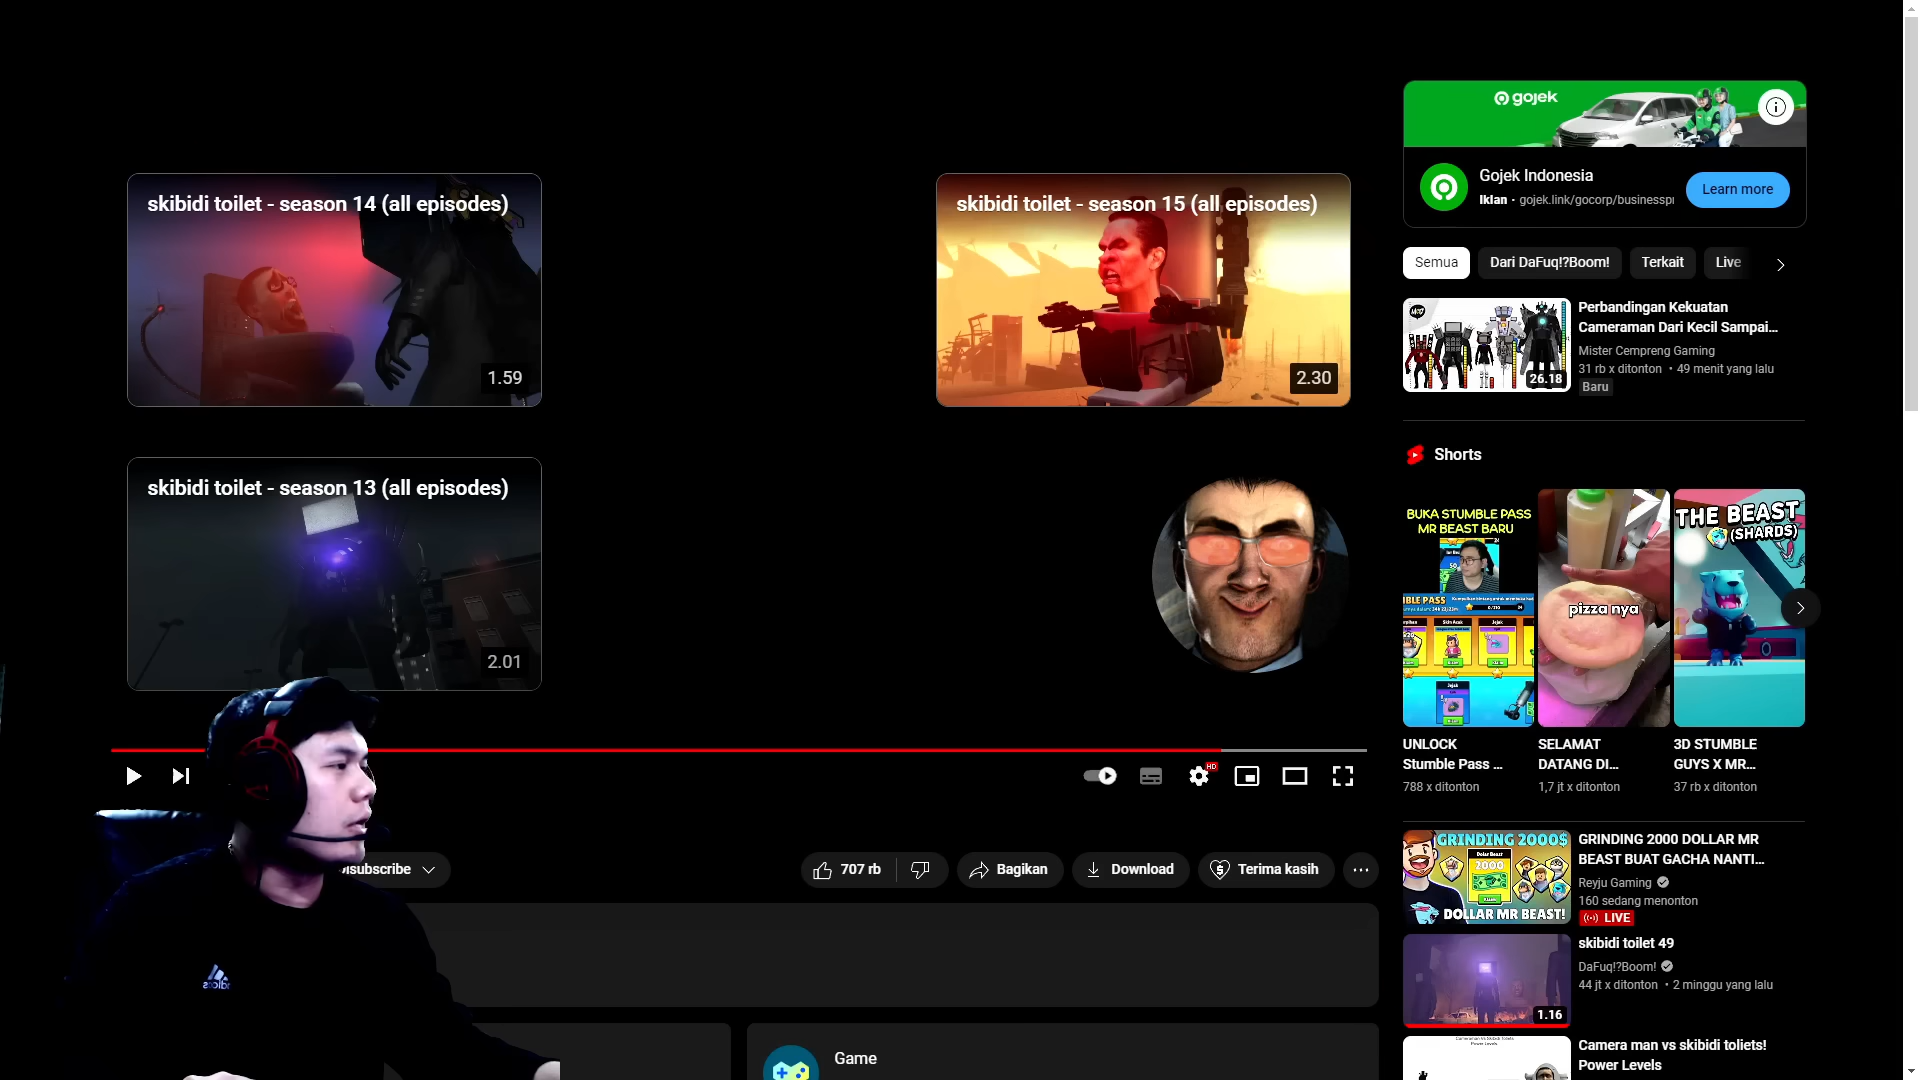 skibidi toilet - season 14 (all episodes)
1.59
skibidi toilet - season 15 (all episodes)
2.30
skibidi toilet - season 13 (all episodes)
2.01
HD
subscribe
707 rb
Bagikan
Download
Terima kasih
Game
gojek
Gojek Indonesia
Iklan • gojek.link/gocorp/businesspr
Learn more
Semua
Dari DaFuq!?Boom!
Terkait
Live
26.18
Perbandingan Kekuatan
Cameraman Dari Kecil Sampai...
Mister Cempreng Gaming
31 rb x ditonton • 49 menit yang lalu
Baru
Shorts
BUKA STUMBLE PASS
MR BEAST BARU
pizza nya
THE BEAST
(SHARDS)
UNLOCK
Stumble Pass ...
788 x ditonton
SELAMAT
DATANG DI...
1,7 jt x ditonton
3D STUMBLE
GUYS X MR...
37 rb x ditonton
GRINDING 2000$
2000
DOLLAR MR BEAST!
GRINDING 2000 DOLLAR MR
BEAST BUAT GACHA NANTI...
Reyju Gaming
160 sedang menonton
LIVE
1.16
skibidi toilet 49
DaFuq!?Boom!
44 jt x ditonton • 2 minggu yang lalu
Camera man vs skibidi toliets!
Power Levels